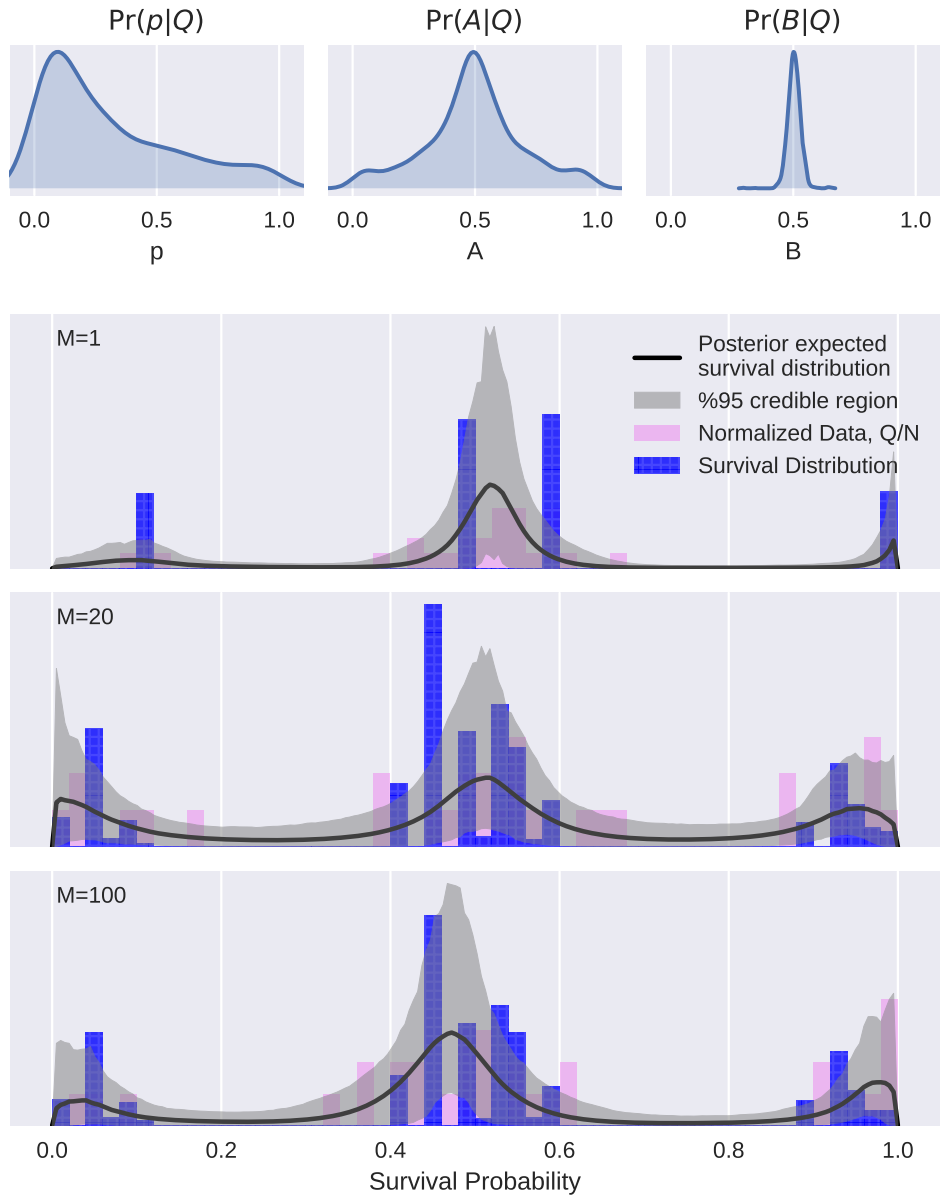 Pr(p|Q)
Pr(A|Q)
Pr(B|Q)
0.0 0.5 1.0
0.0 0.5 1.0
0.0 0.5 1.0
p
A
B
M=1
Posterior expected
survival distribution
%95 credible region
Normalized Data, Q/N
Survival Distribution
M=20
M=100
0.0 0.2 0.4 0.6 0.8 1.0
Survival Probability